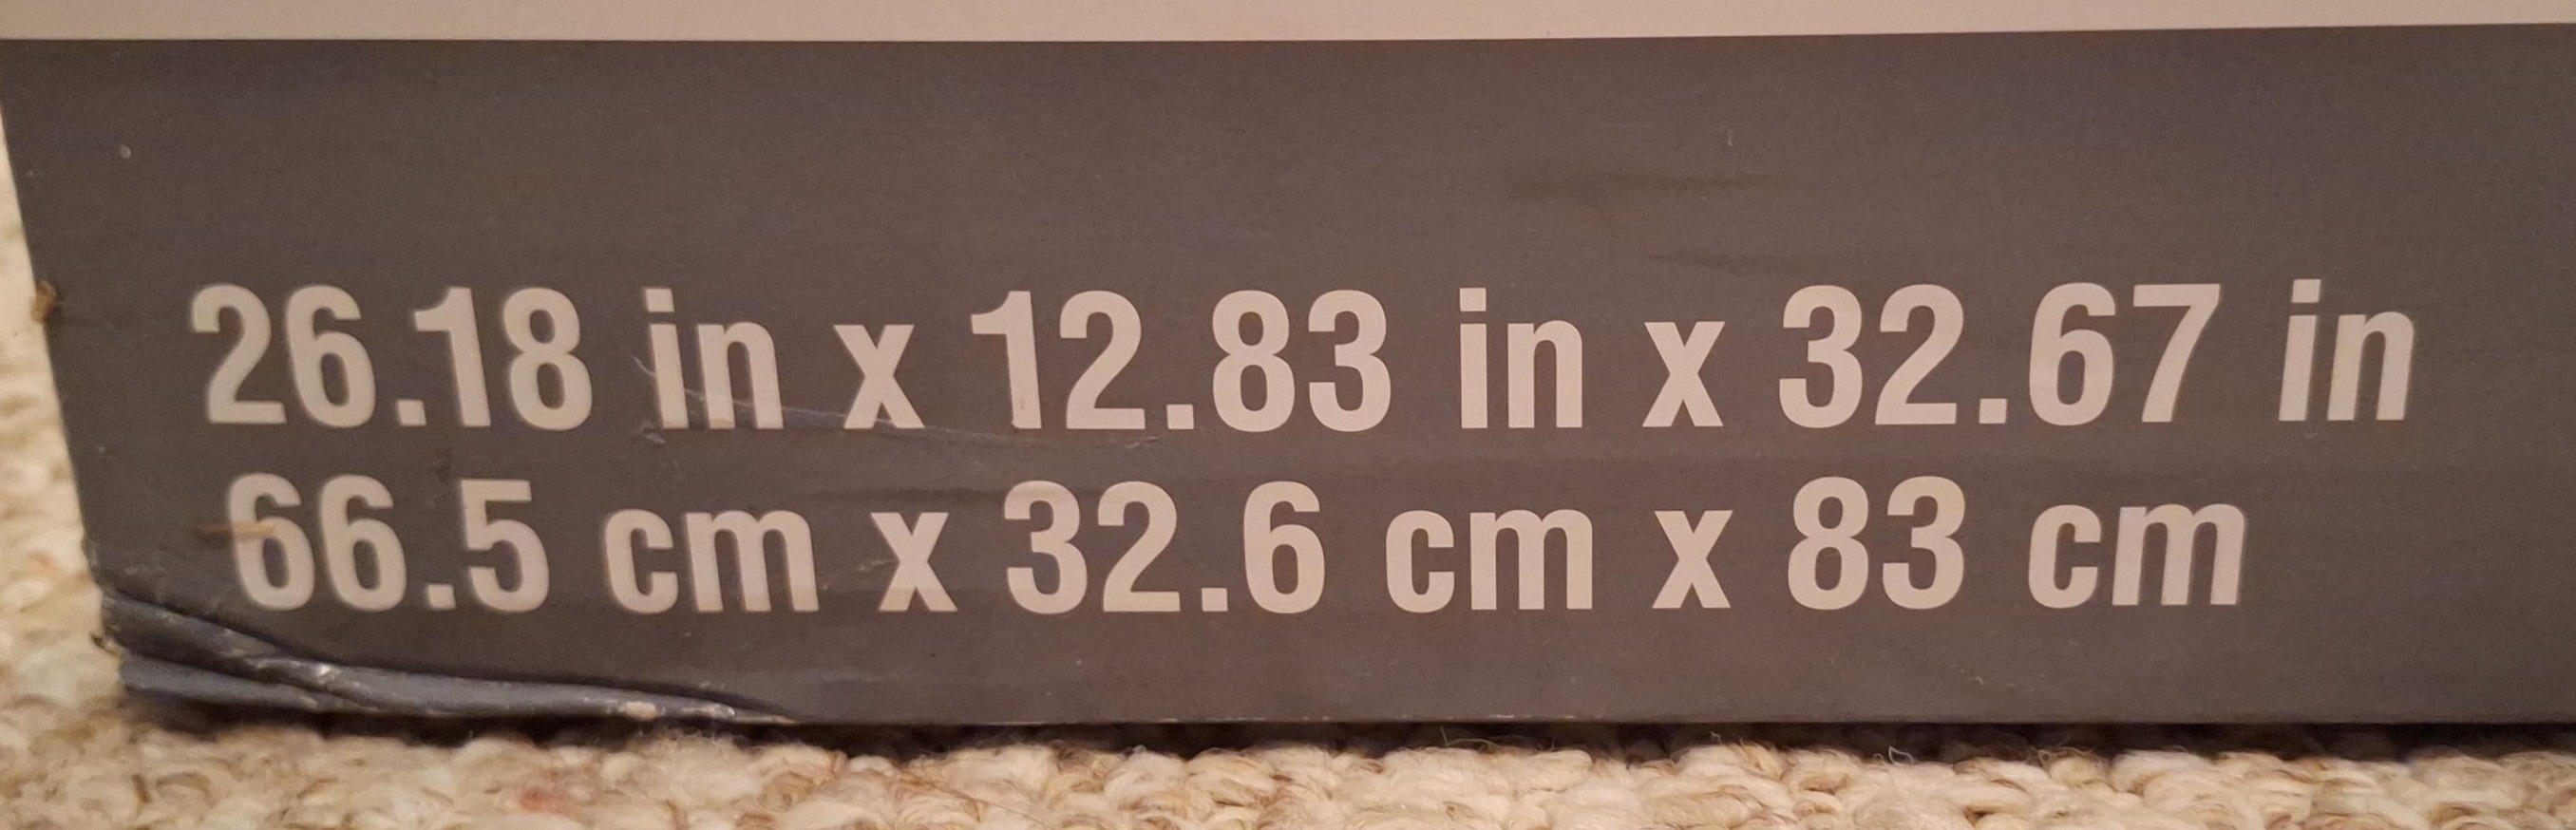 26.18 in x 12.83 in x 32.67 in
66.5 cm x 32.6 cm x 83 cm